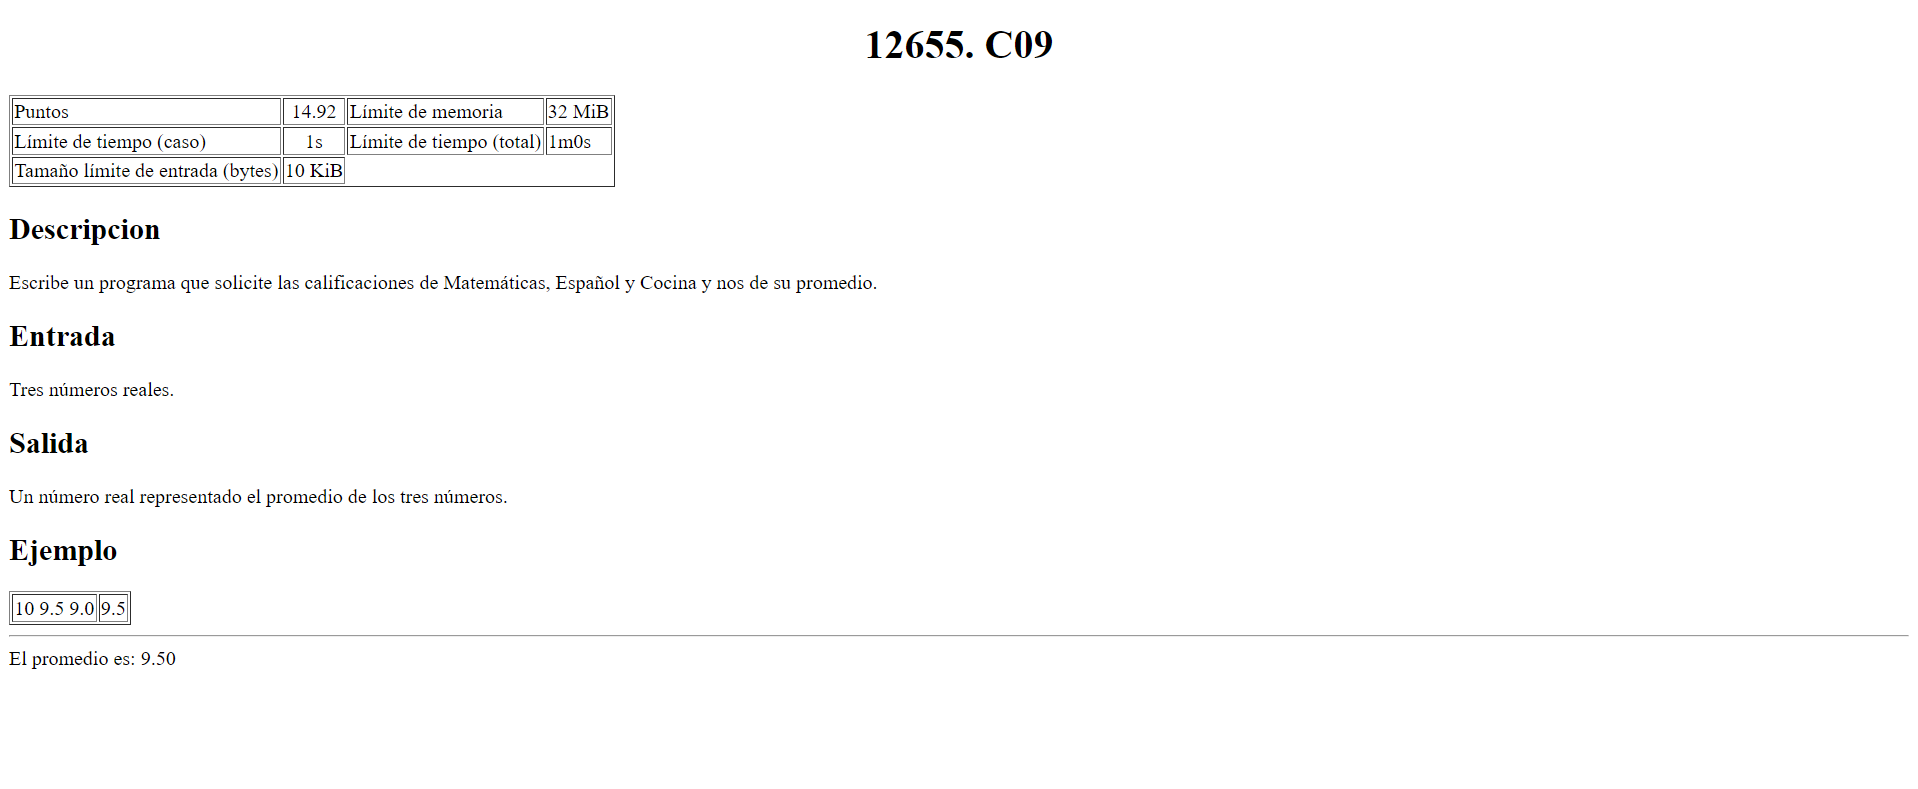 12655. C09
Puntos 14.92 Límite de memoria 32 MiB
Límite de tiempo (caso) 1s Límite de tiempo (total) 1m0s
Tamaño límite de entrada (bytes) 10 KiB
Descripcion
Escribe un programa que solicite las calificaciones de Matemáticas, Español y Cocina y nos de su promedio.
Entrada
Tres números reales.
Salida
Un número real representado el promedio de los tres números.
Ejemplo
10 9.5 9.0 9.5
El promedio es: 9.50